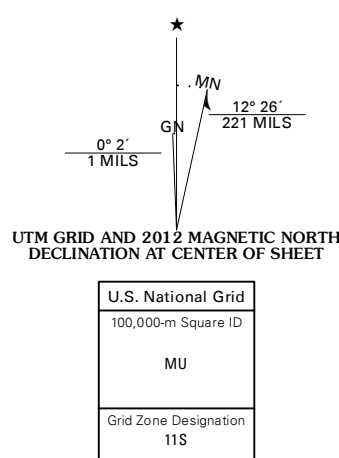 ★
MN
GN
12° 26´
221 MILS
0° 2´
1 MILS
UTM GRID AND 2012 MAGNETIC NORTH
DECLINATION AT CENTER OF SHEET
U.S. National Grid
100,000-m Square ID
MU
Grid Zone Designation
11S